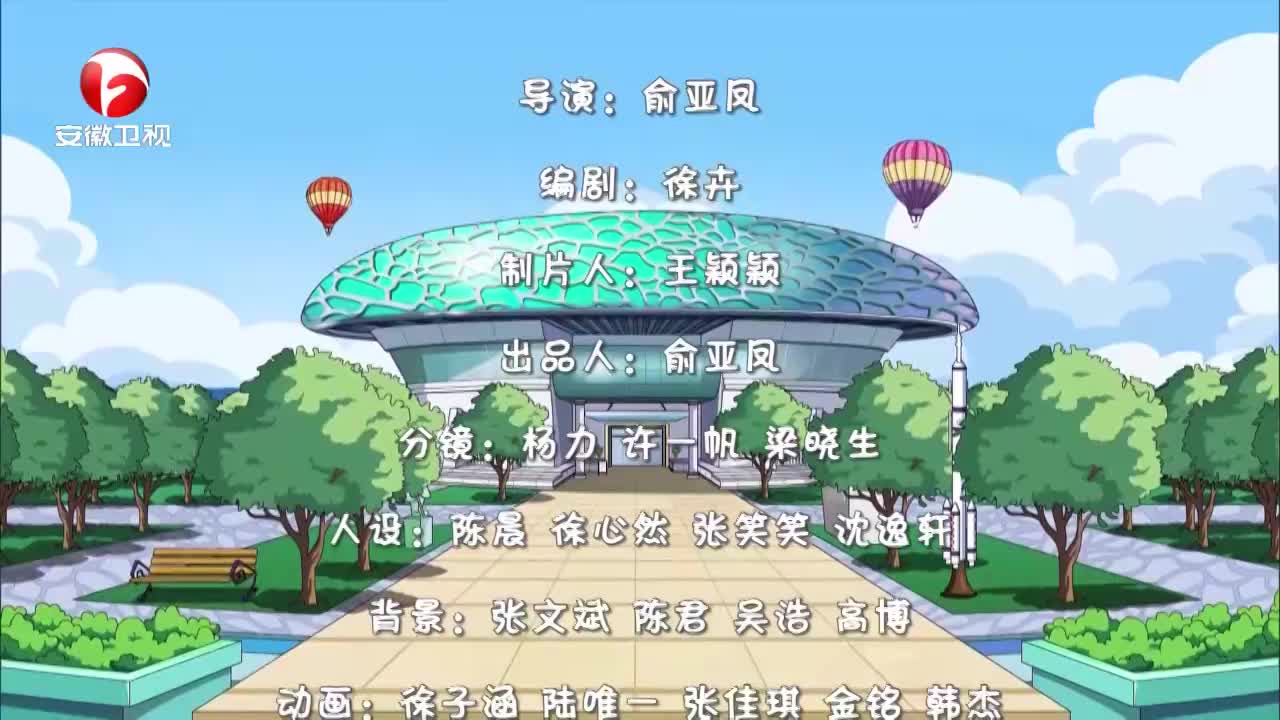 安徽卫视
导演：俞亚凤
编剧：徐卉
制片人：王颖颖
出品人：俞亚凤
分镜：杨力 许一帆 梁晓生
人设：陈晨 徐心然 张笑笑 沈逸轩
背景：张文斌 陈君 吴浩 高博
动画：徐子涵 陆唯一 张佳琪 金铭 韩杰